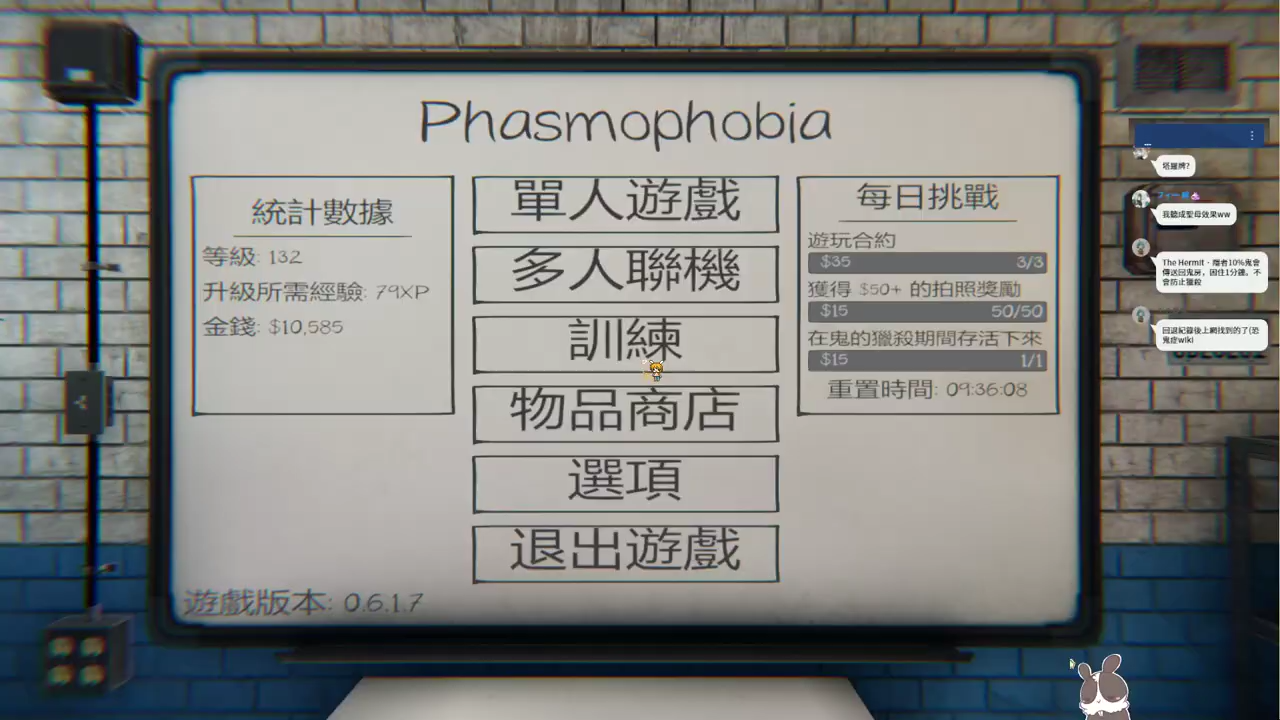 Phasmophobia
統計數據
等級: 132
升級所需經驗: 79XP
金錢: $10,585
單人遊戲
多人聯機
訓練
物品商店
選項
退出遊戲
每日挑戰
遊玩合約
$35 3/3
獲得 $50+ 的拍照獎勵
$15 50/50
在鬼的獵殺期間存活下來
$15 1/1
重置時間: 09:36:08
遊戲版本: 0.6.1.7
塔羅牌?
我聽成聖母效果ww
The Hermit - 隱者10%鬼會
傳送回鬼房，困住1分鐘。不
會防止獵殺
回退紀錄後上網找到的了(恐
鬼症wiki